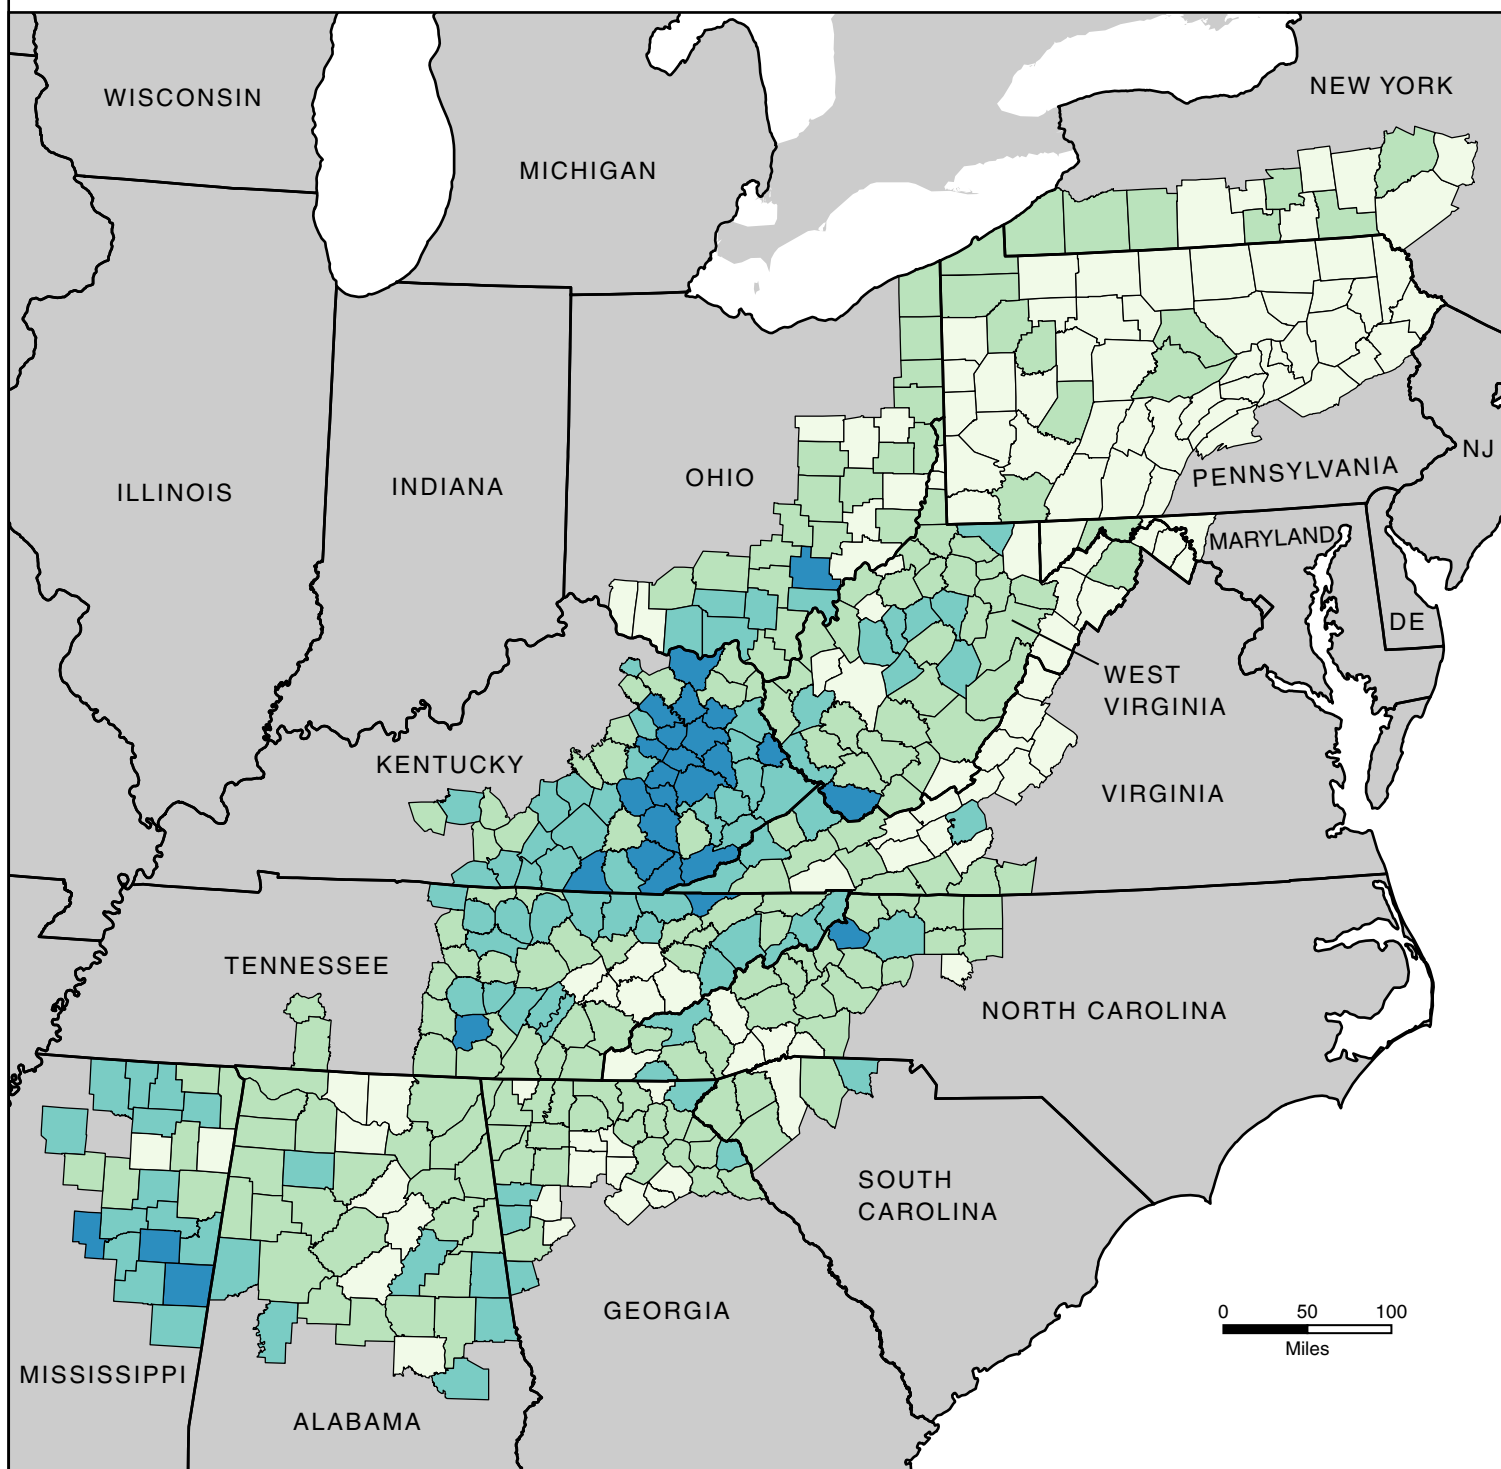 NEW YORK
WISCONSIN
MICHIGAN
NJ
PENNSYLVANIA
OHIO
INDIANA
ILLINOIS
MARYLAND
DE
WEST
VIRGINIA
KENTUCKY
VIRGINIA
TENNESSEE
NORTH CAROLINA
SOUTH
CAROLINA
GEORGIA
0 50 100
Miles
MISSISSIPPI
ALABAMA